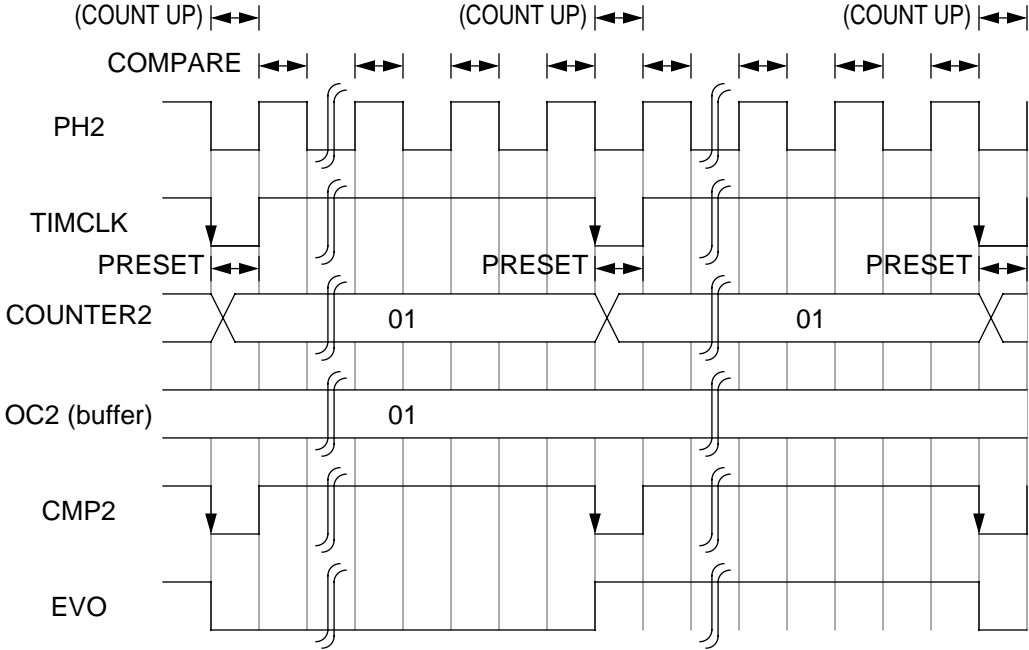 (COUNT UP) (COUNT UP) (COUNT UP)
COMPARE
PH2
TIMCLK
PRESET PRESET PRESET
COUNTER2 01 01
OC2 (buffer) 01
CMP2
EVO